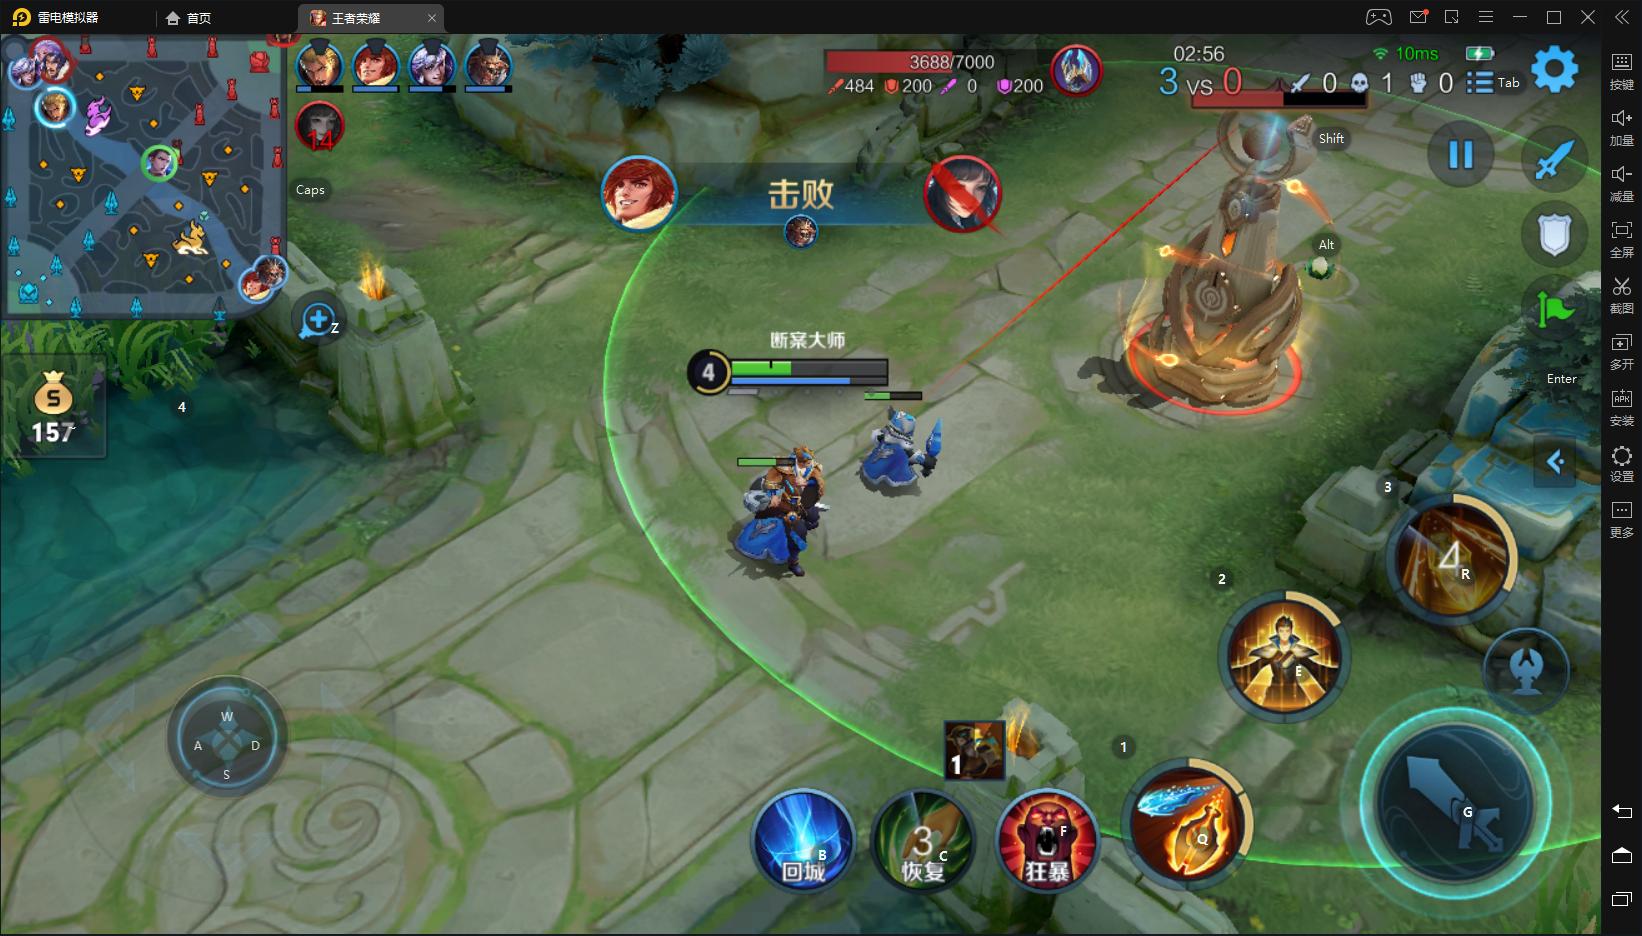 雷电模拟器
首页
王者荣耀
3688/7000
484 200 0 200
02:56
10ms
3 VS 0
0 1 0
Tab
按键
加量
减量
全屏
截图
多开
安装
设置
更多
APK
14
Caps
Shift
击败
Alt
Z
断案大师
4
Enter
S
157
4
3
4
R
2
E
W
A
D
S
1
1
G
Q
B
回城
3
C
恢复
F
狂暴